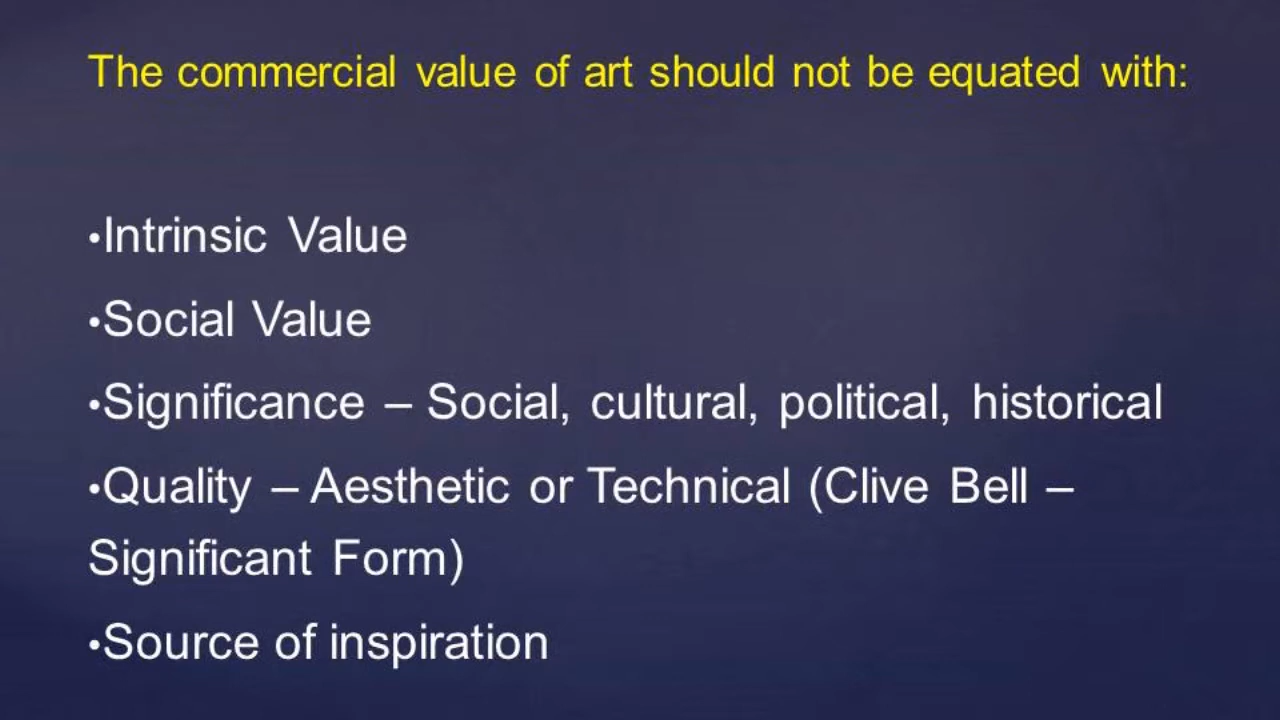 The commercial value of art should not be equated with:
•Intrinsic Value
•Social Value
•Significance – Social, cultural, political, historical
•Quality – Aesthetic or Technical (Clive Bell –
Significant Form)
•Source of inspiration